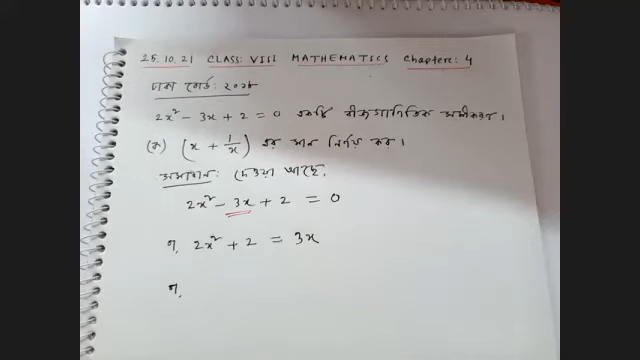 25.10.21 CLASS: VIII MATHEMATICS Chapter: 4
ঢাকা বোর্ড: ২০১৮
2x² - 3x + 2 = 0 একটি বীজগাণিতিক সমীকরণ।
(ক) (x + 1/x) এর মান নির্ণয় কর।
সমাধান: দেওয়া আছে,
2x² - 3x + 2 = 0
বা, 2x² + 2 = 3x
বা,